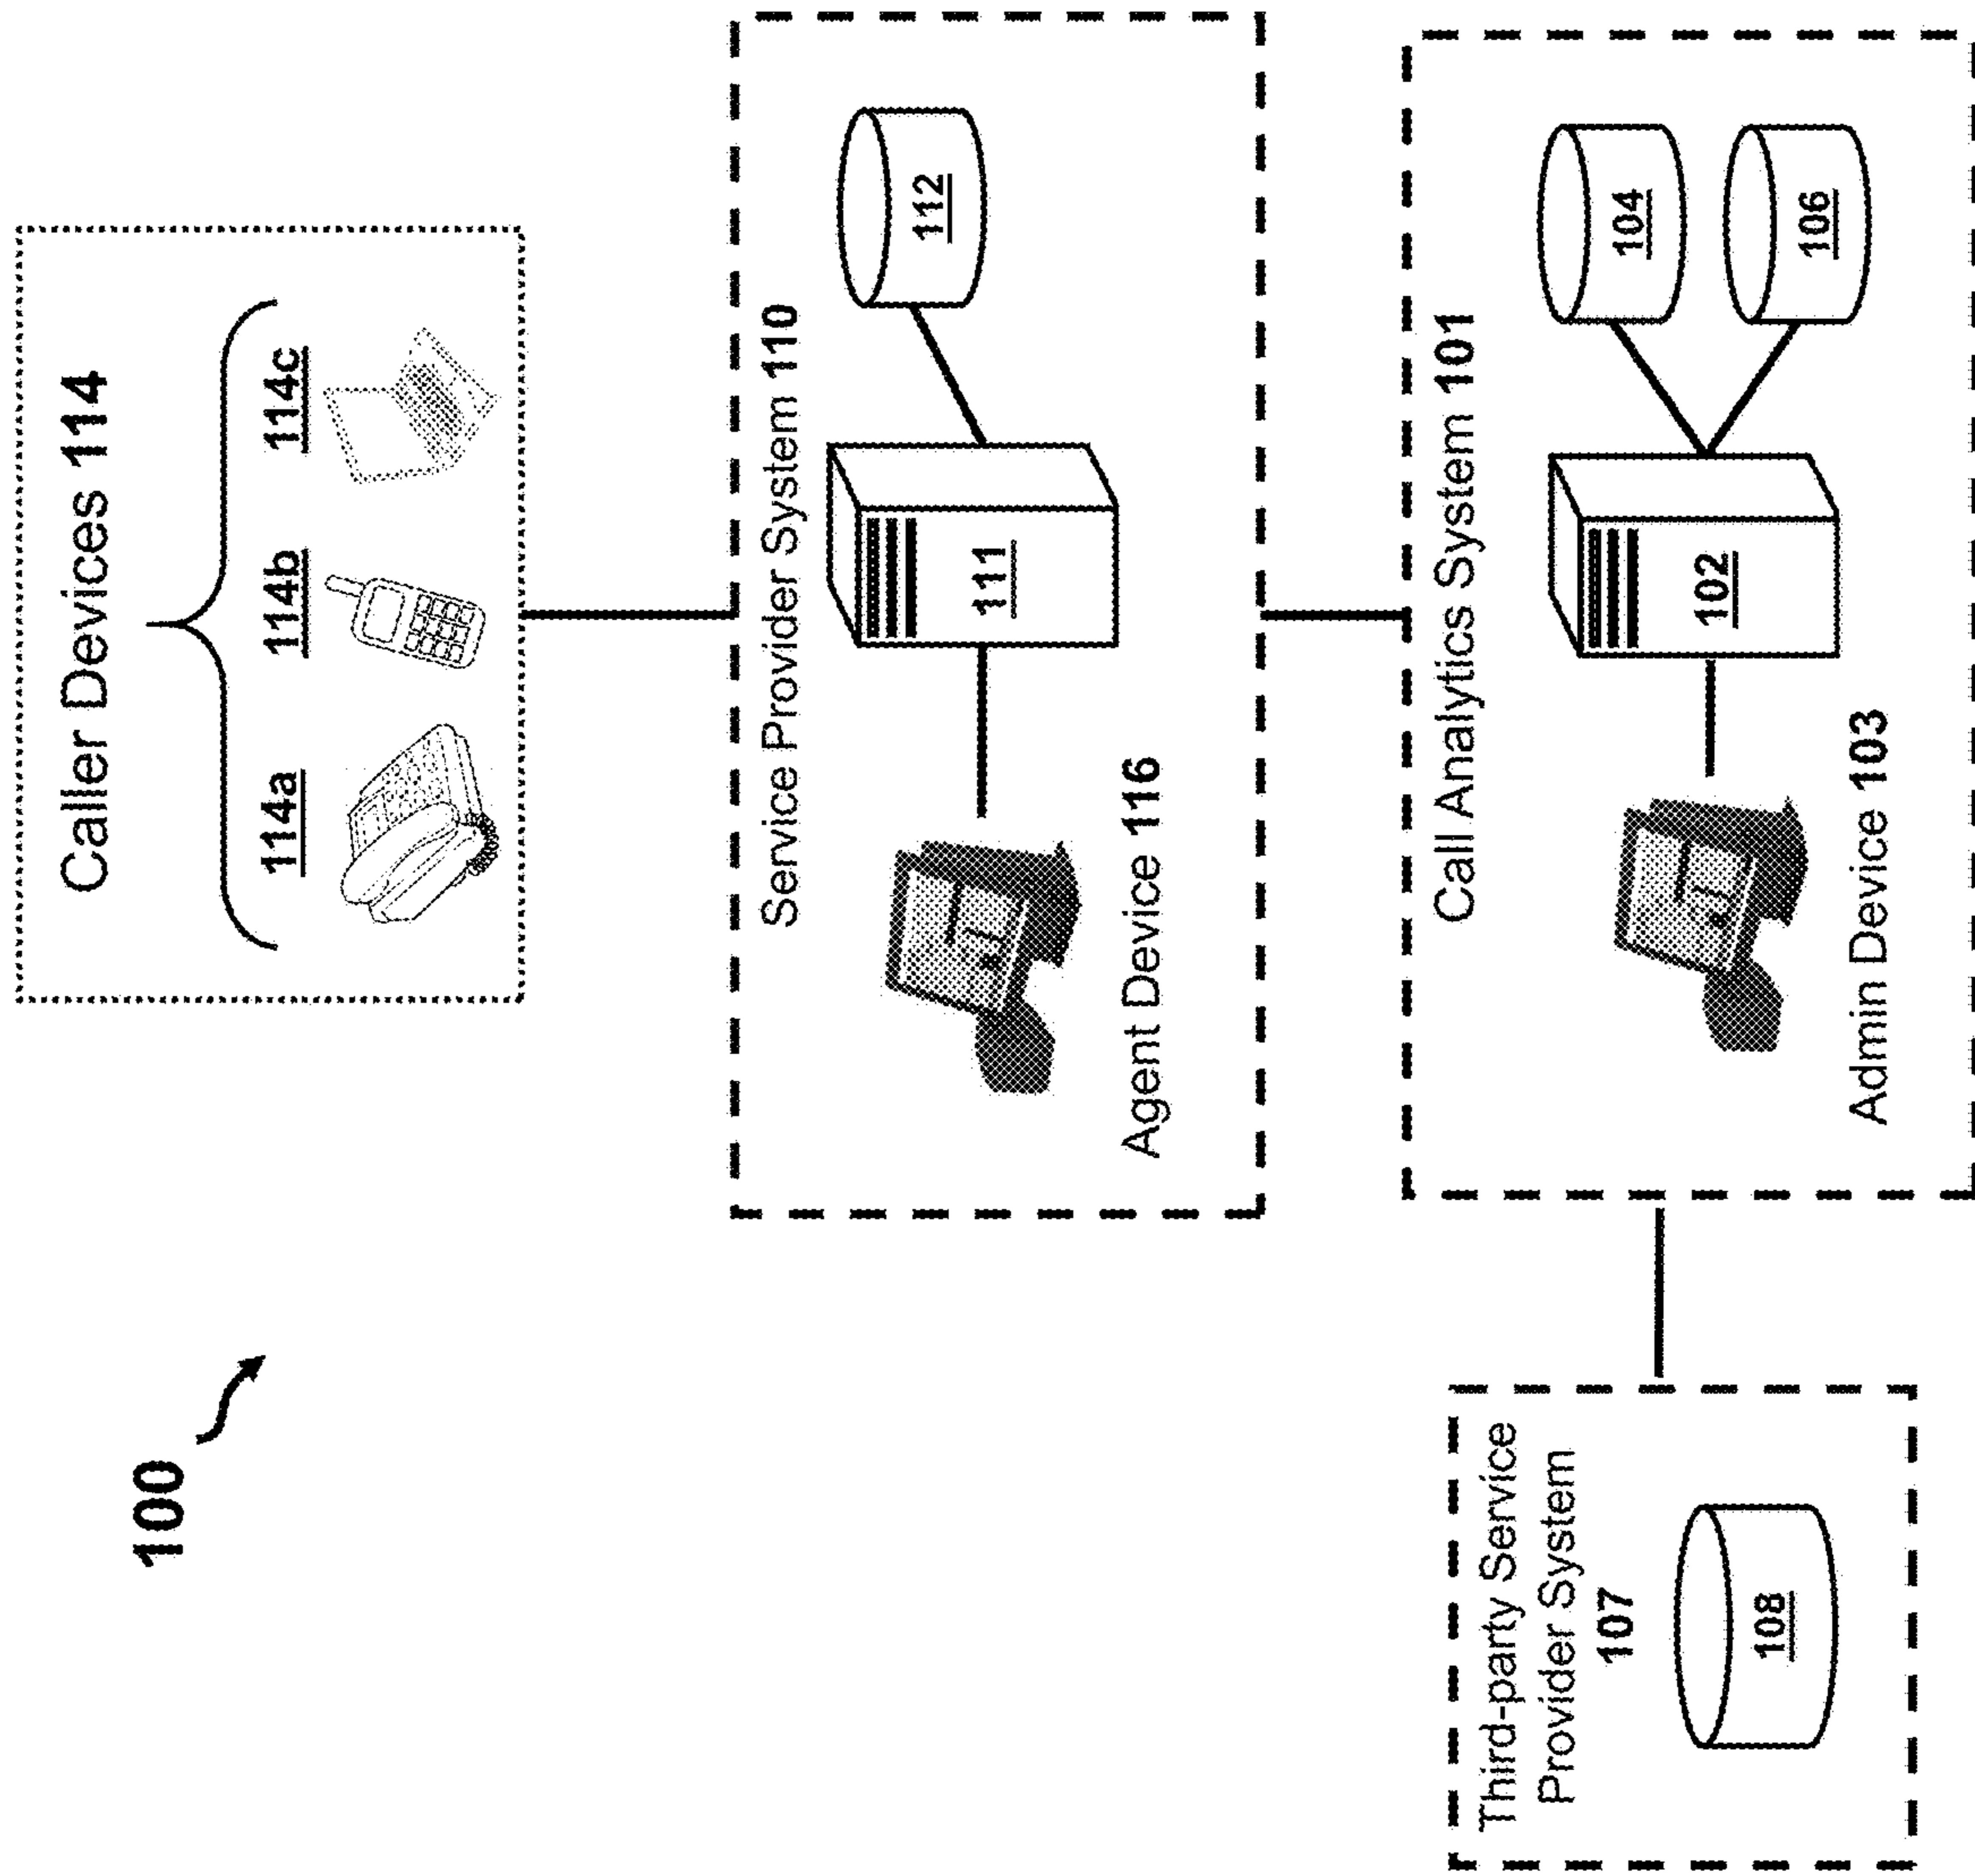 100
Caller Devices 114
114a
114b
114c
Service Provider System 110
111
112
Agent Device 116
Third-party Service
Provider System
107
108
Call Analytics System 101
102
104
106
Admin Device 103